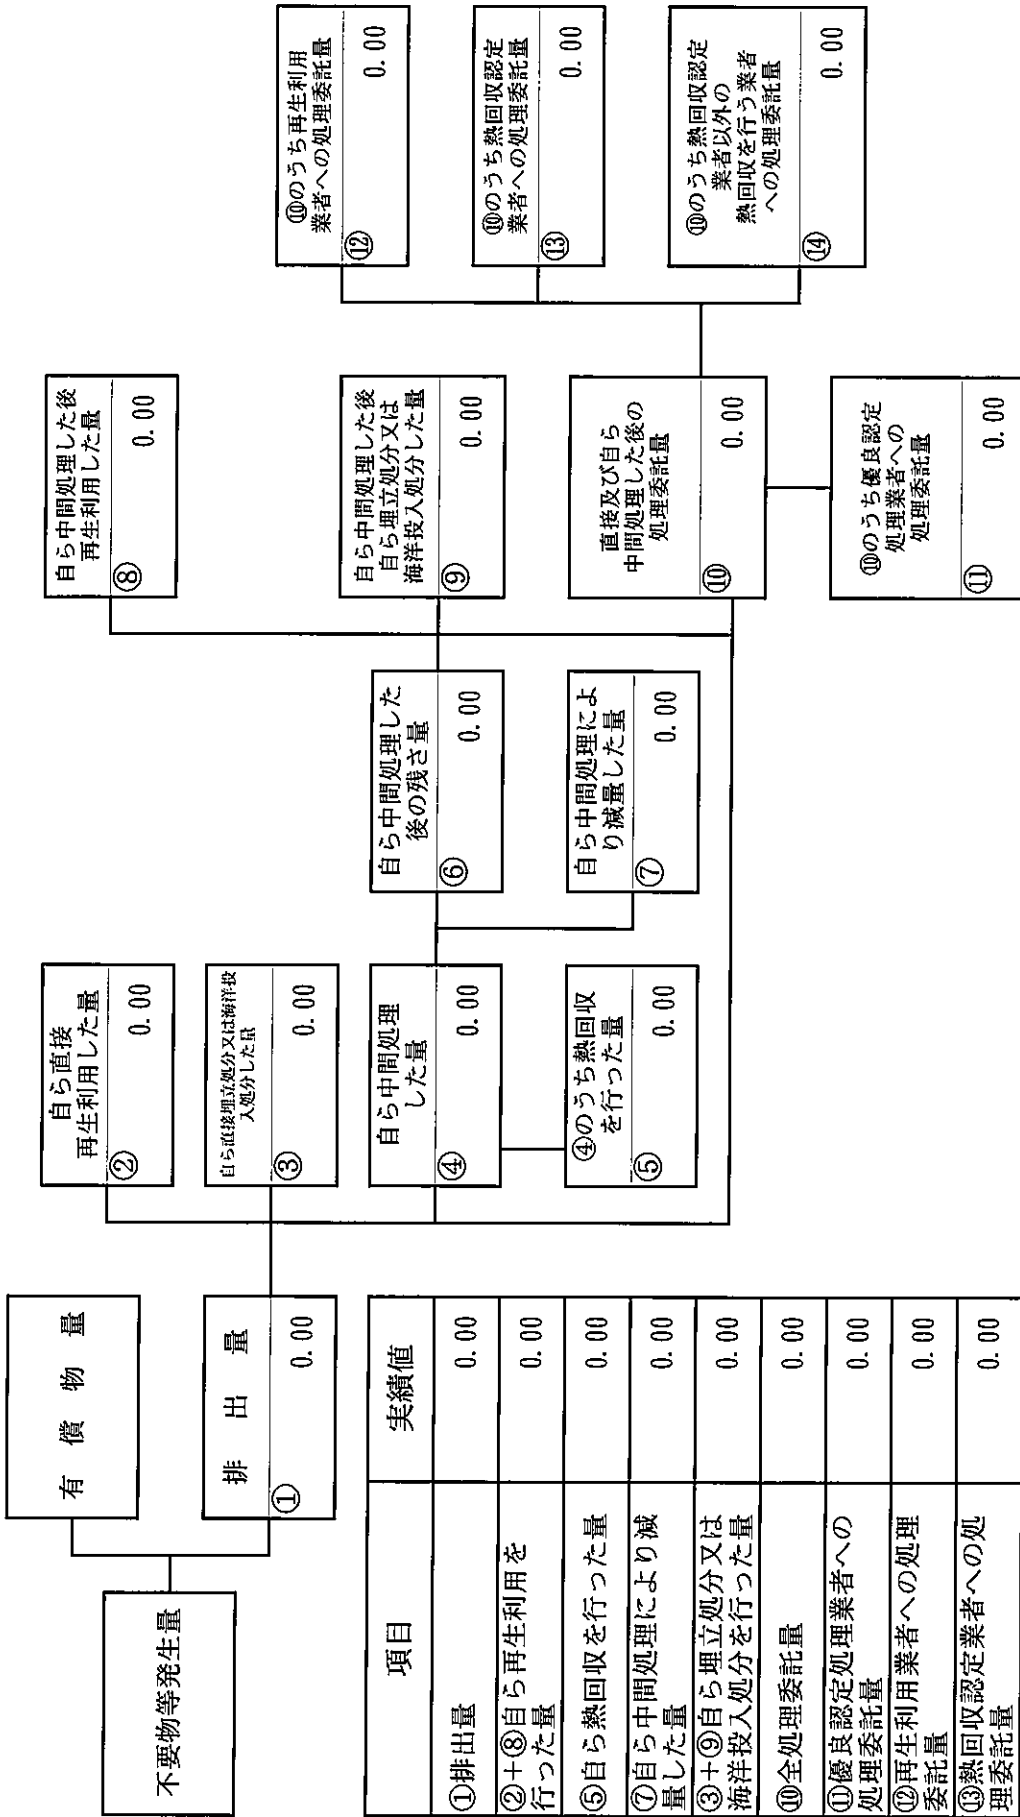 不要物等発生量
有償物量
排出量
① 0.00
自ら直接
再生利用した量
② 0.00
自ら直接埋立処分又は海洋投
入処分した量
③ 0.00
自ら中間処理
した量
④ 0.00
④のうち熱回収
を行った量
⑤ 0.00
自ら中間処理した
後の残さ量
⑥ 0.00
自ら中間処理によ
り減量した量
⑦ 0.00
自ら中間処理した後
再生利用した量
⑧ 0.00
自ら中間処理した後
自ら埋立処分又は
海洋投入処分した量
⑨ 0.00
直接及び自ら
中間処理した後の
処理委託量
⑩ 0.00
⑩のうち優良認定
処理業者への
処理委託量
⑪ 0.00
⑩のうち再生利用
業者への処理委託量
⑫ 0.00
⑩のうち熱回収認定
業者への処理委託量
⑬ 0.00
⑩のうち熱回収認定
業者以外の
熱回収を行う業者
への処理委託量
⑭ 0.00
項目 実績値
①排出量 0.00
②+⑧自ら再生利用を
行った量 0.00
⑤自ら熱回収を行った量 0.00
⑦自ら中間処理により減
量した量 0.00
③+⑨自ら埋立処分又は
海洋投入処分を行った量 0.00
⑩全処理委託量 0.00
⑪優良認定処理業者への
処理委託量 0.00
⑫再生利用業者への処理
委託量 0.00
⑬熱回収認定業者への処
理委託量 0.00